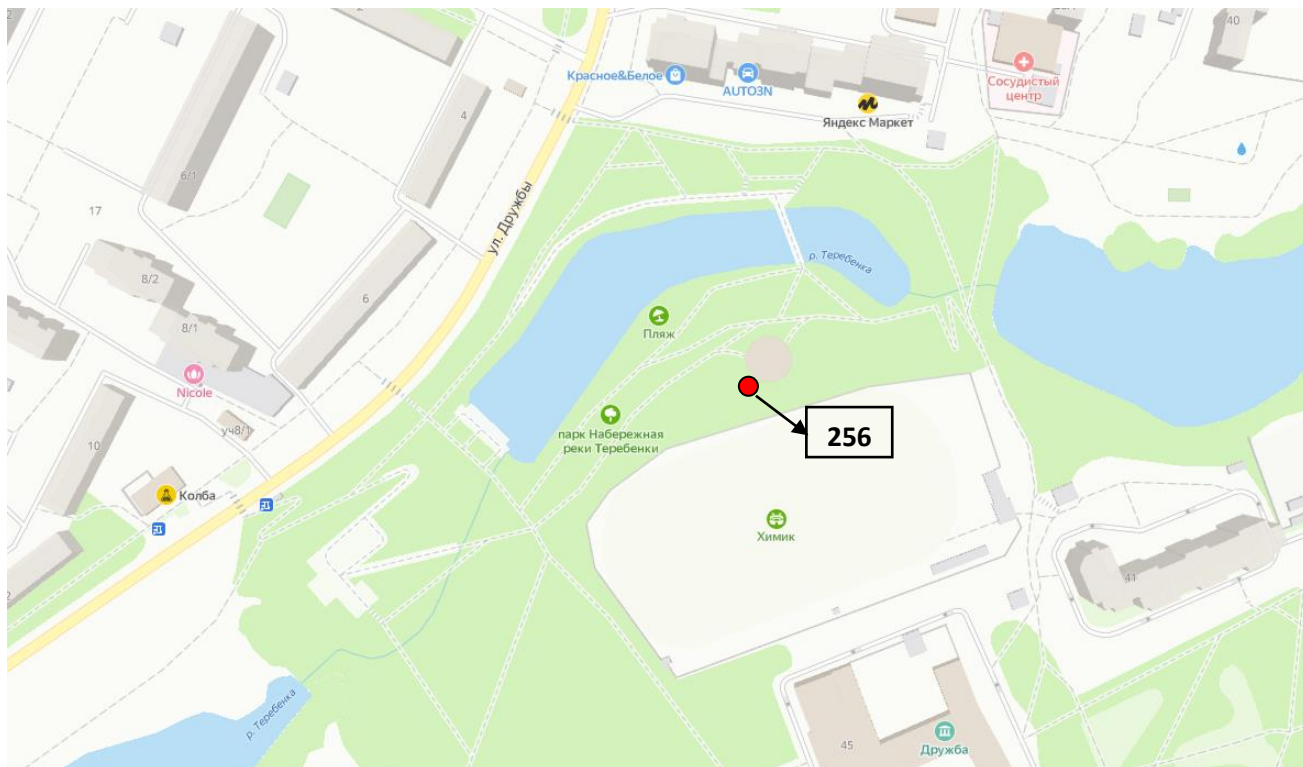 40
Красное&Белое
AUTO3N
Сосудистый
центр
Яндекс Маркет
4
6/1
17
ул. Дружбы
р. Теребенка
8/2
6
8/1
Пляж
Nicole
уч8/1
парк Набережная
реки Теребенки
256
10
Колба
Химик
41
р. Теребенка
45
Дружба